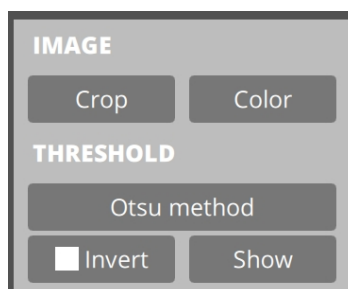 IMAGE
Crop Color
THRESHOLD
Otsu method
Invert Show